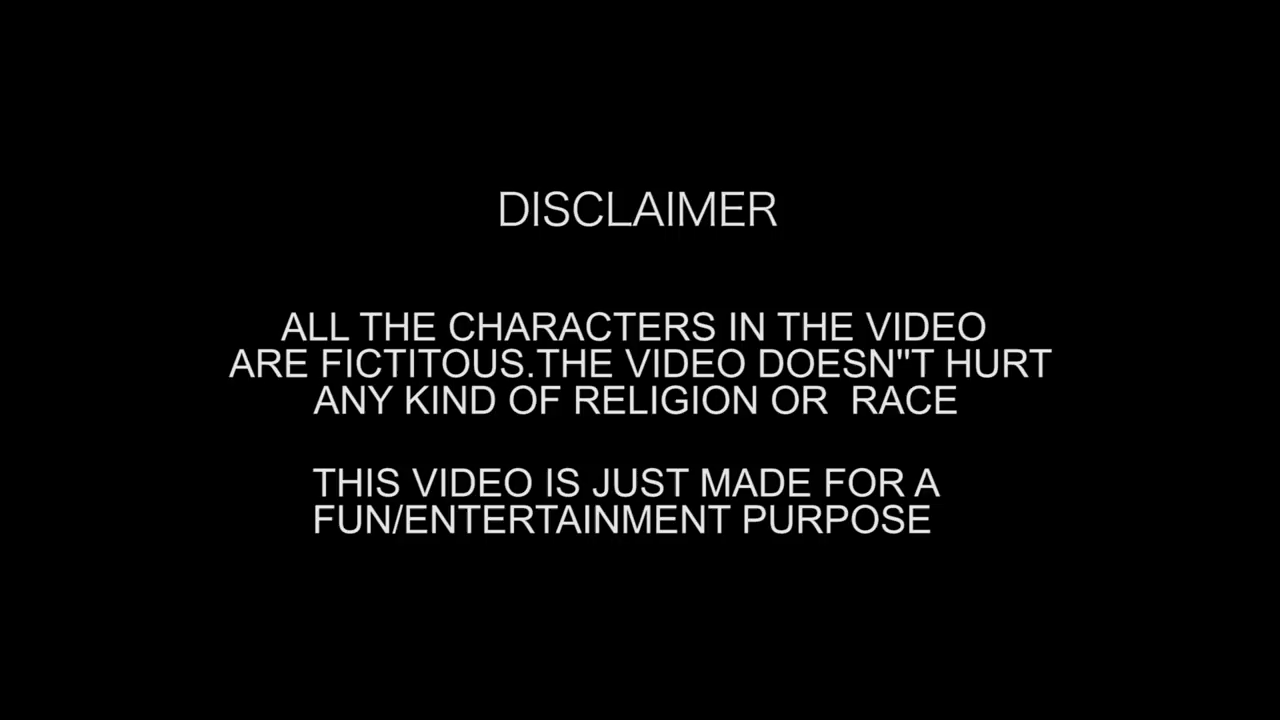 DISCLAIMER
ALL THE CHARACTERS IN THE VIDEO
ARE FICTITOUS.THE VIDEO DOESN"T HURT
ANY KIND OF RELIGION OR  RACE
THIS VIDEO IS JUST MADE FOR A
FUN/ENTERTAINMENT PURPOSE